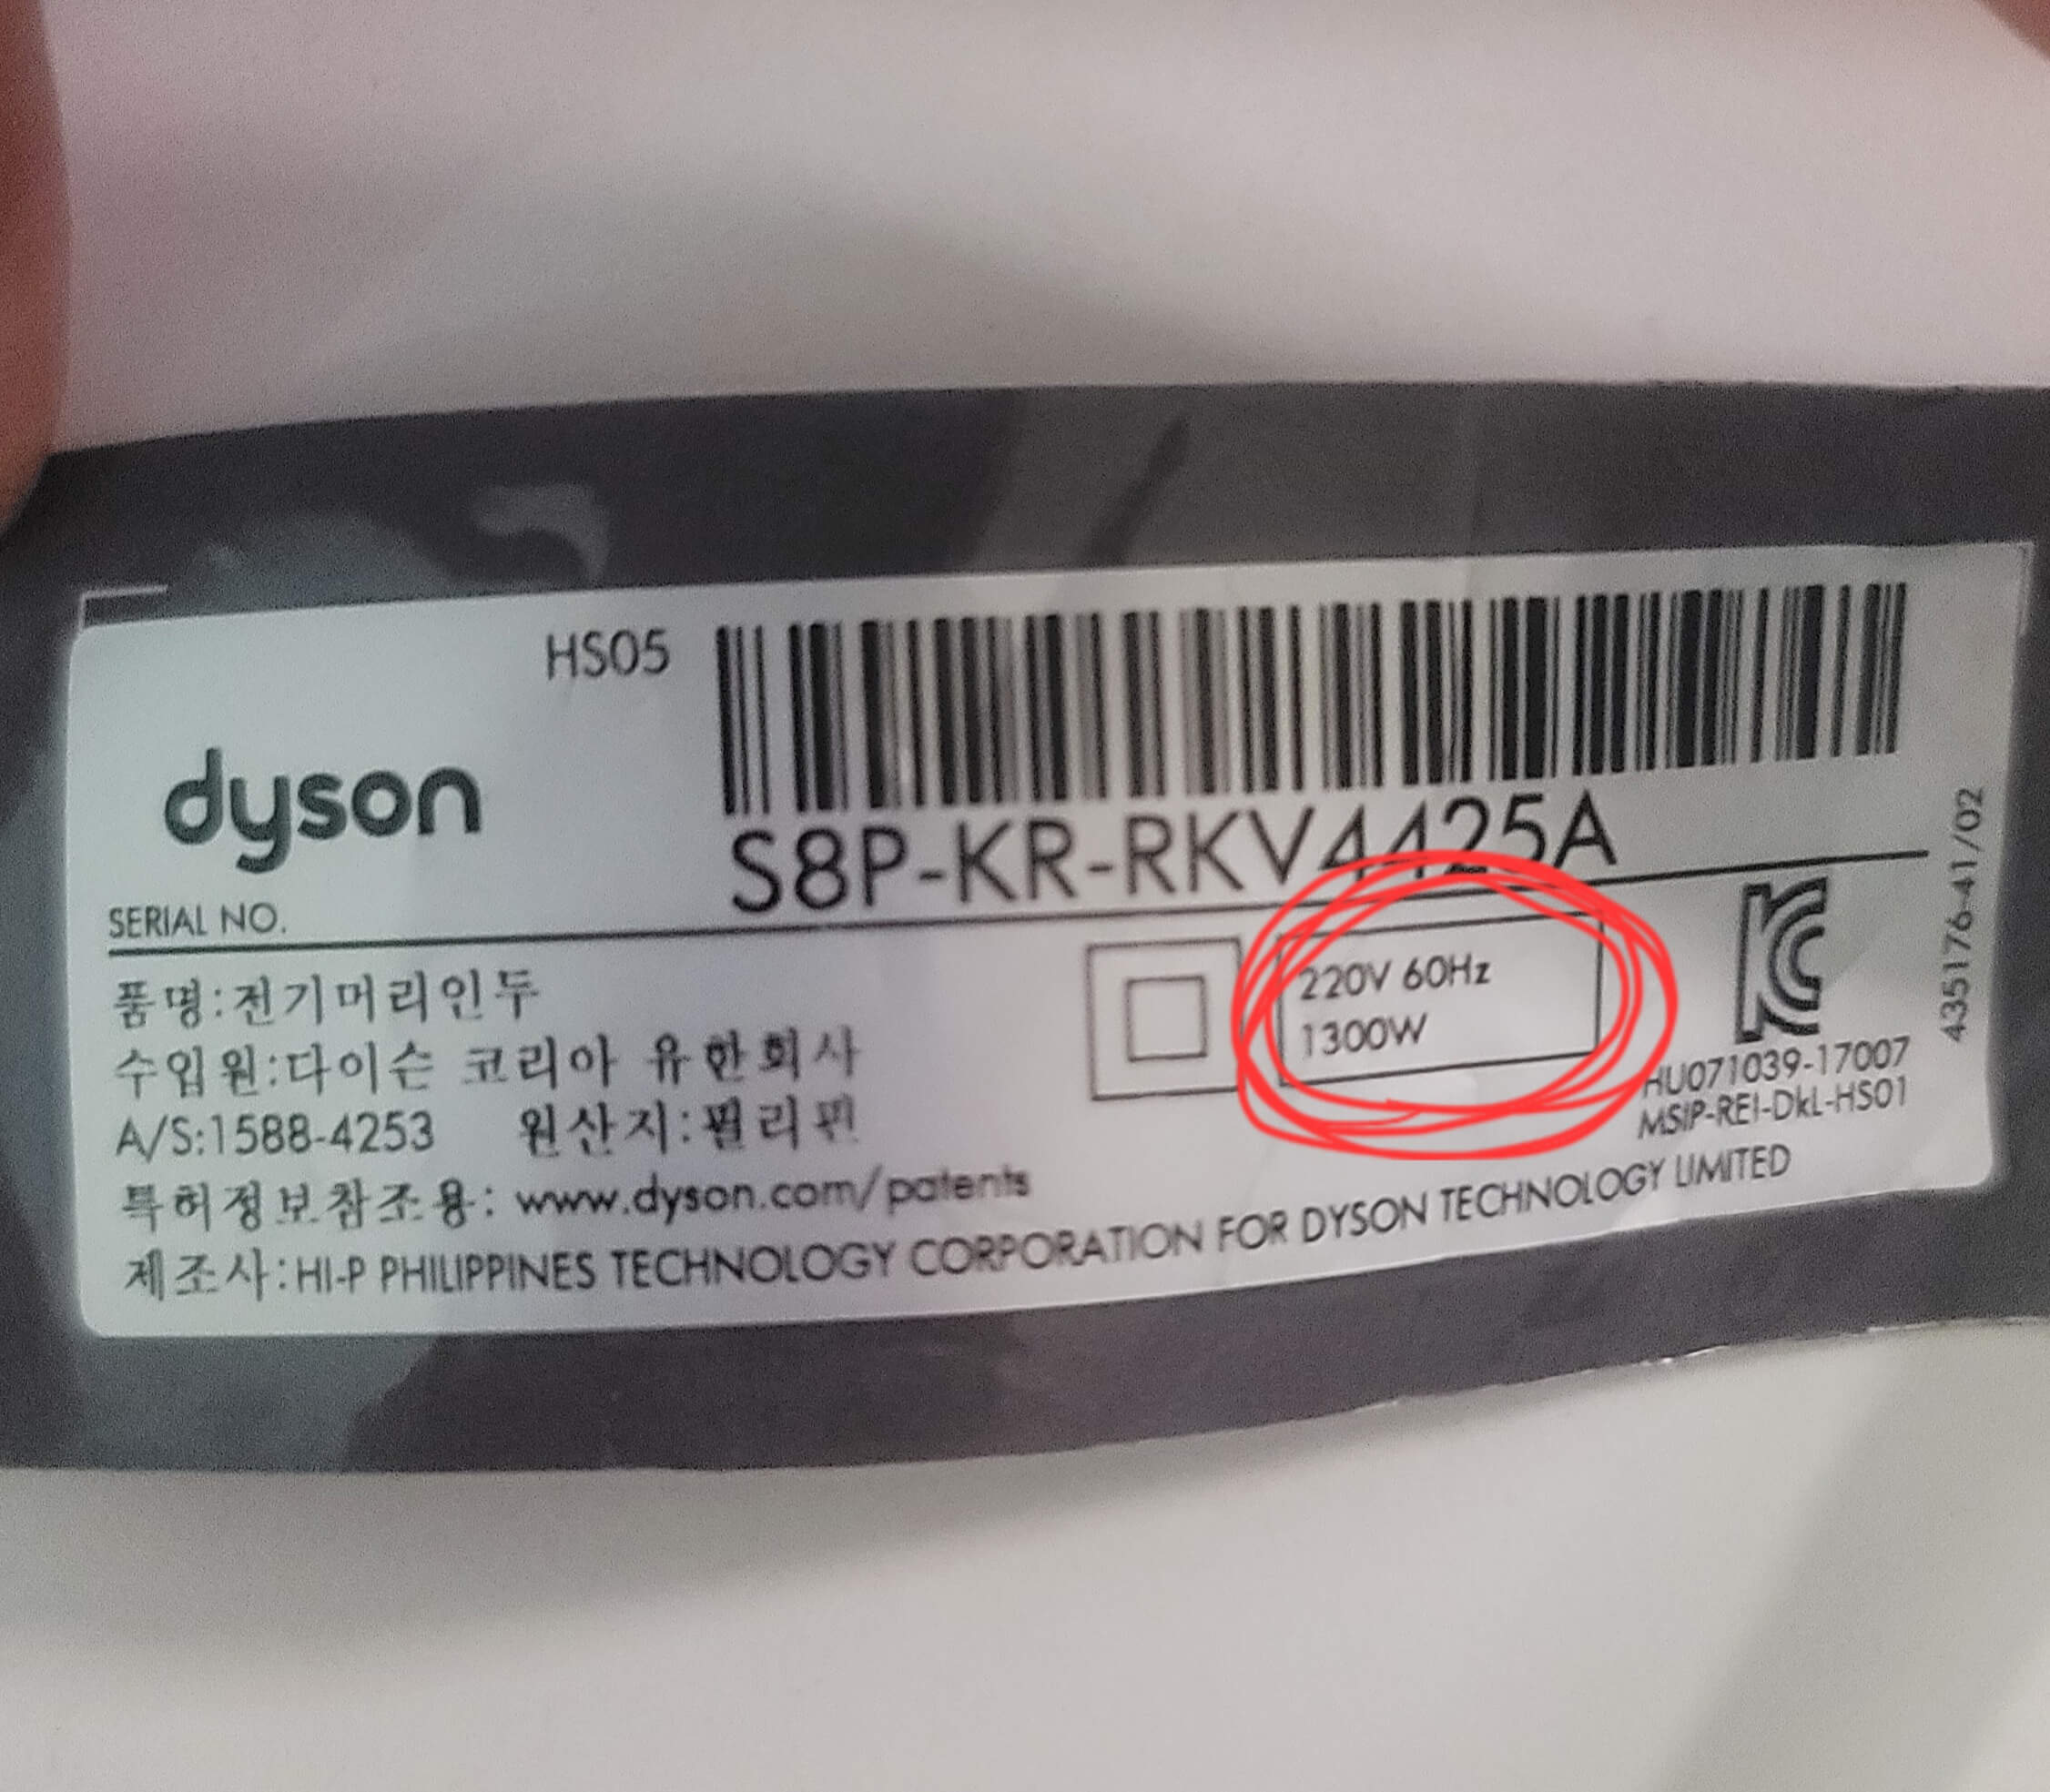 HS05
dyson
S8P-KR-RKV4425A
SERIAL NO.
품명:전기머리인두
수입원:다이슨 코리아 유한회사
A/S:1588-4253 원산지:필리핀
특허정보참조용: www.dyson.com/patents
제조사:HI-P PHILIPPINES TECHNOLOGY CORPORATION FOR DYSON TECHNOLOGY LIMITED
220V 60Hz
1300W
HU071039-17007
MSIP-REI-DkL-HS01
435176-41/02